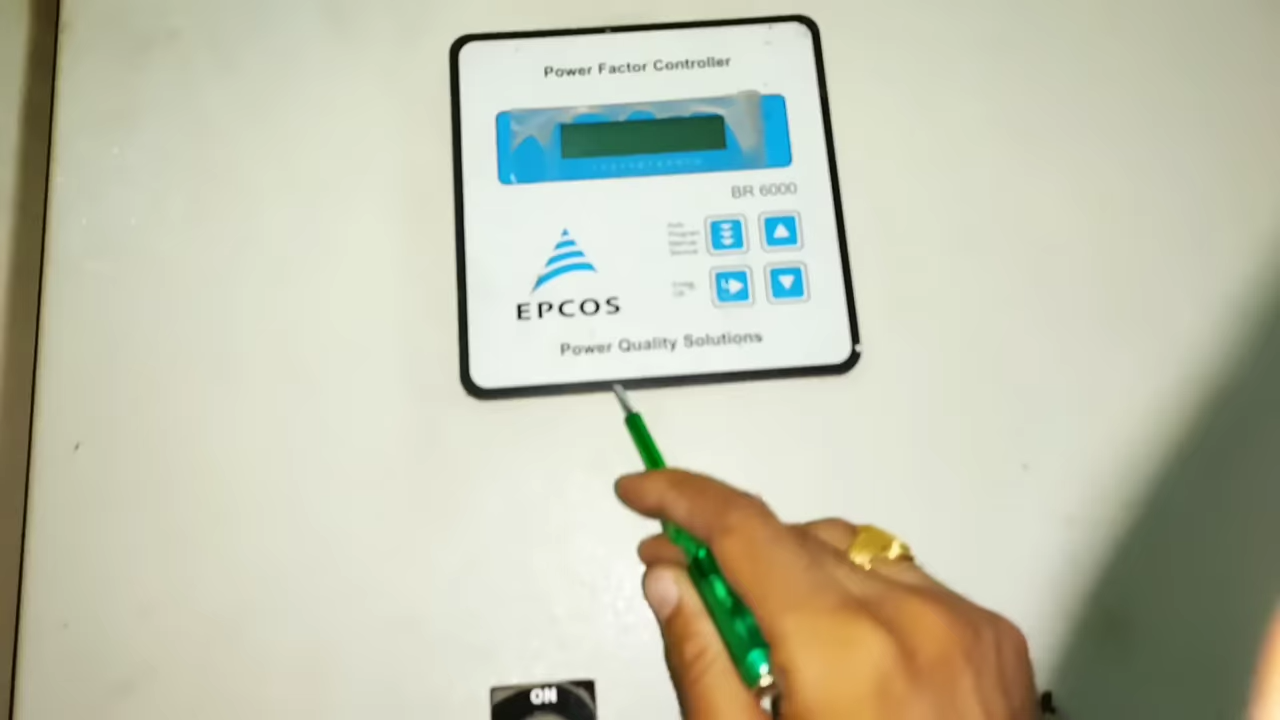 Power Factor Controller
BR 6000
EPCOS
Power Quality Solutions
ON